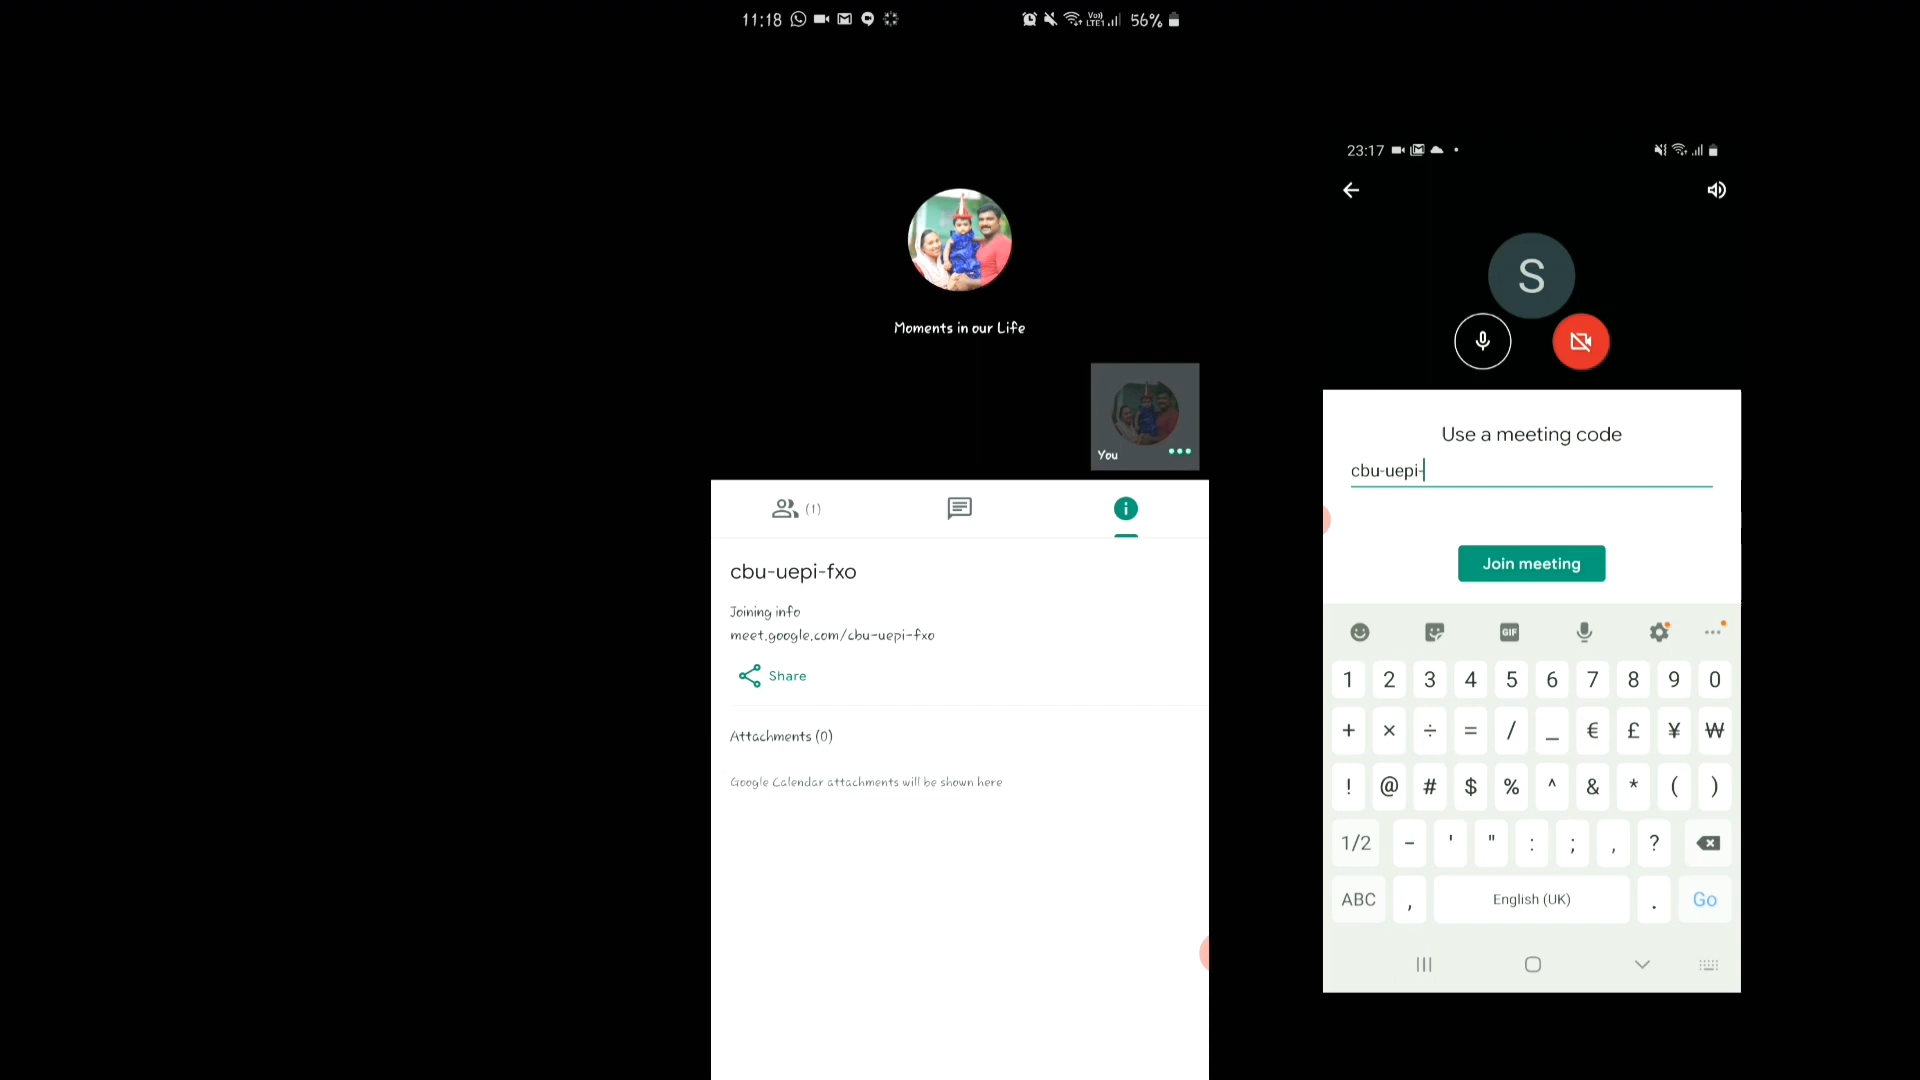 11:18
Vo))
LTE1
56%
Moments in our Life
You
(1)
cbu-uepi-fxo
Joining info
meet.google.com/cbu-uepi-fxo
Share
Attachments (0)
Google Calendar attachments will be shown here
23:17
S
Use a meeting code
cbu-uepi-
Join meeting
GIF
1 2 3 4 5 6 7 8 9 0
+ × ÷ = / _ € £ ¥ ₩
! @ # $ % ^ & * ( )
1/2 - ' " : ; , ?
ABC , English (UK) . Go